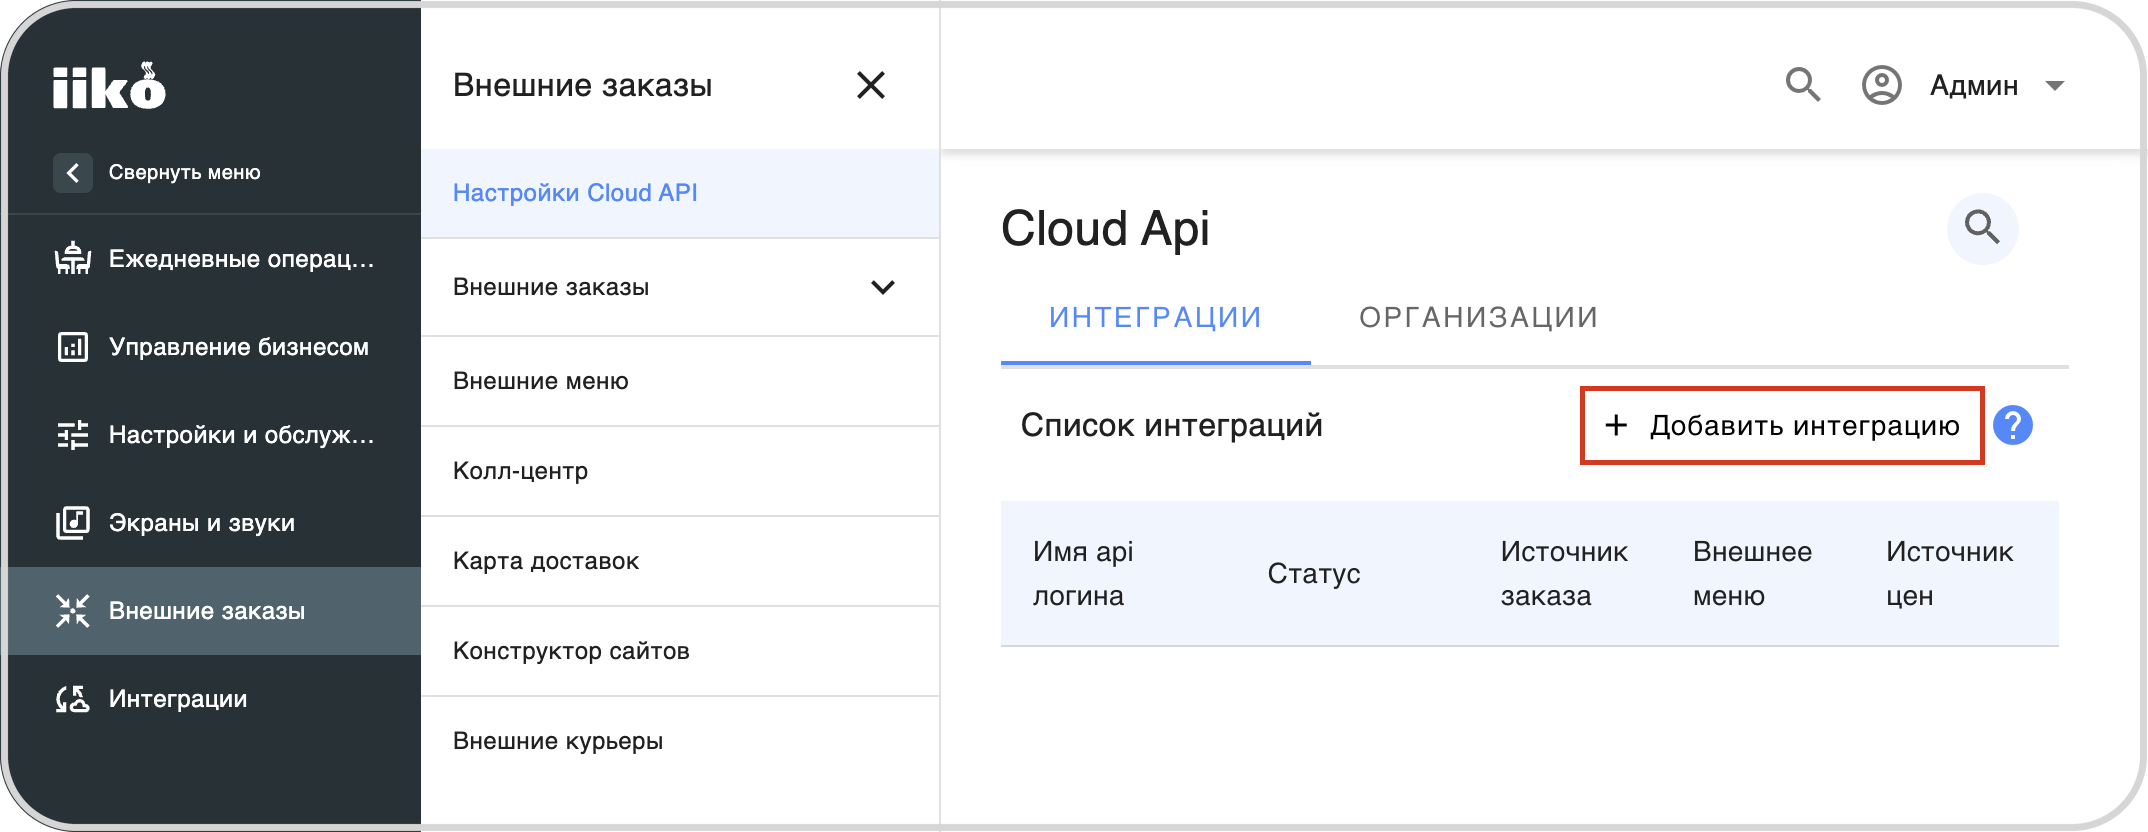 iiko
Свернуть меню
Ежедневные операц...
Управление бизнесом
Настройки и обслуж...
Экраны и звуки
Внешние заказы
Интеграции
Внешние заказы
Настройки Cloud API
Внешние заказы
Внешние меню
Колл-центр
Карта доставок
Конструктор сайтов
Внешние курьеры
Админ
Cloud Api
ИНТЕГРАЦИИ ОРГАНИЗАЦИИ
Список интеграций + Добавить интеграцию ?
Имя api
логина
Статус
Источник
заказа
Внешнее
меню
Источник
цен